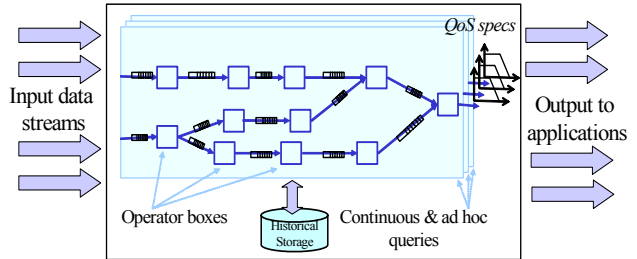 QoS specs
Input data
streams
Output to
applications
Operator boxes
Historical
Storage
Continuous & ad hoc
queries